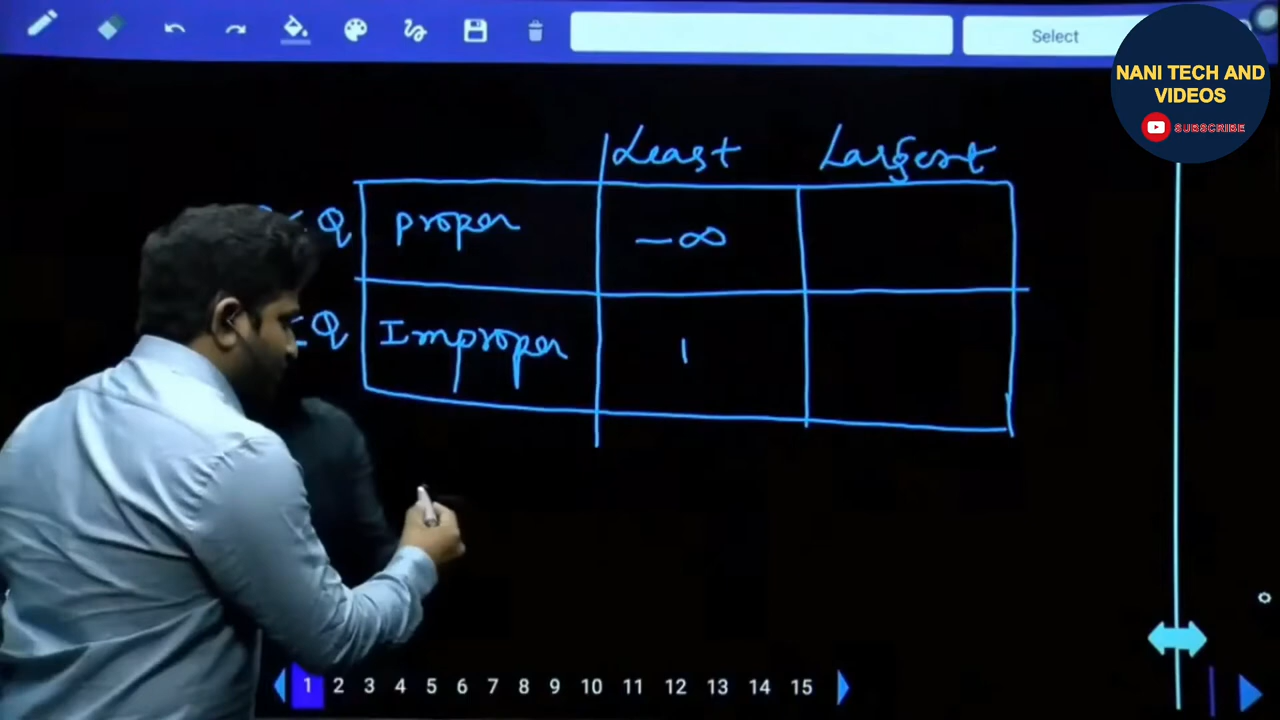 Select
NANI TECH AND
VIDEOS
SUBSCRIBE
Least Largest
Q proper -∞
Q Improper 1
1 2 3 4 5 6 7 8 9 10 11 12 13 14 15